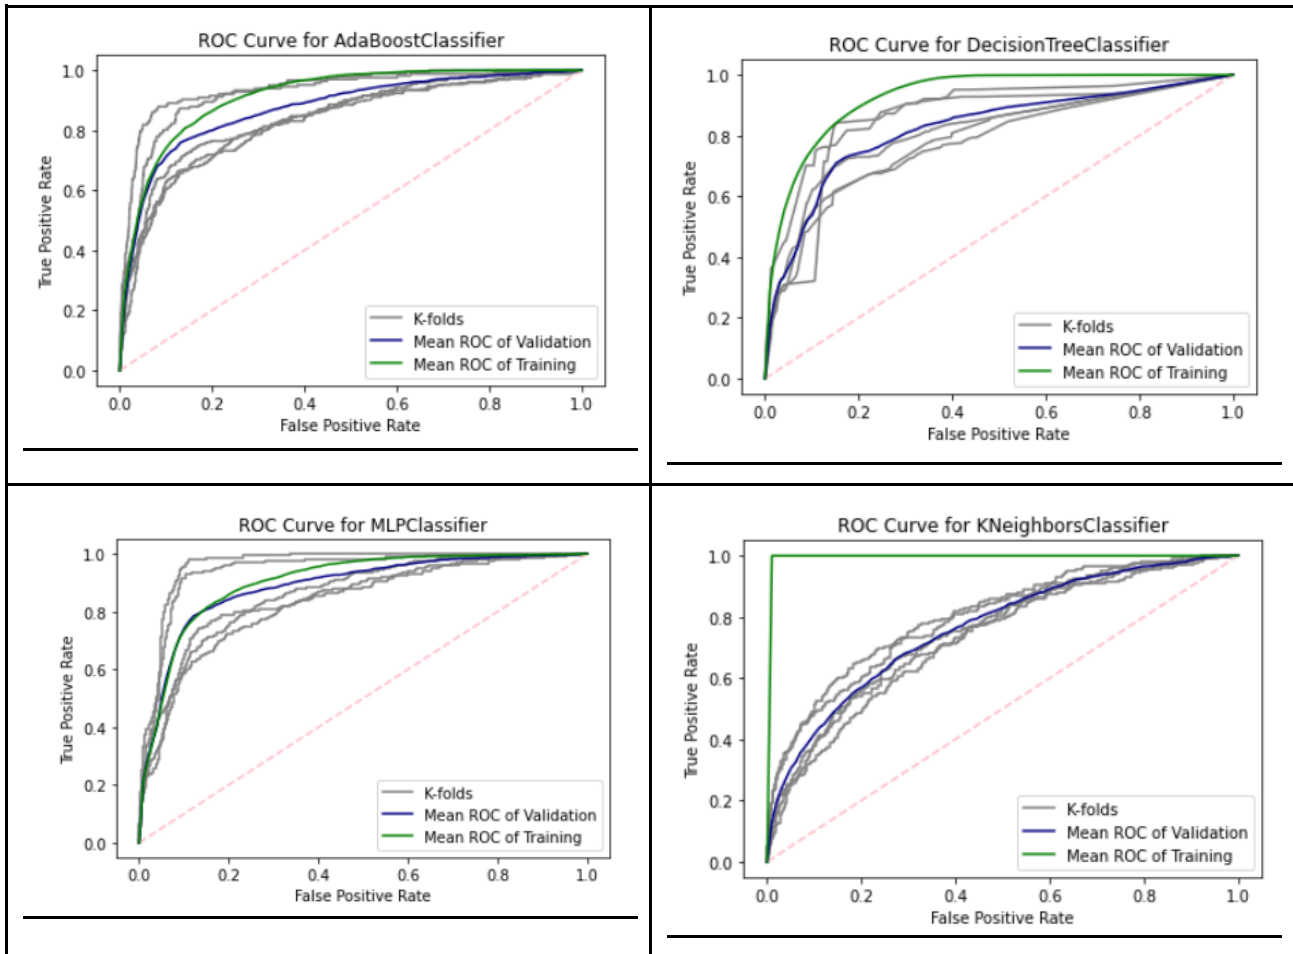 ROC Curve for AdaBoostClassifier
True Positive Rate
1.0
0.8
0.6
0.4
0.2
0.0
K-folds
Mean ROC of Validation
Mean ROC of Training
0.0 0.2 0.4 0.6 0.8 1.0
False Positive Rate
ROC Curve for DecisionTreeClassifier
True Positive Rate
1.0
0.8
0.6
0.4
0.2
0.0
K-folds
Mean ROC of Validation
Mean ROC of Training
0.0 0.2 0.4 0.6 0.8 1.0
False Positive Rate
ROC Curve for MLPClassifier
True Positive Rate
1.0
0.8
0.6
0.4
0.2
0.0
K-folds
Mean ROC of Validation
Mean ROC of Training
0.0 0.2 0.4 0.6 0.8 1.0
False Positive Rate
ROC Curve for KNeighborsClassifier
True Positive Rate
1.0
0.8
0.6
0.4
0.2
0.0
K-folds
Mean ROC of Validation
Mean ROC of Training
0.0 0.2 0.4 0.6 0.8 1.0
False Positive Rate